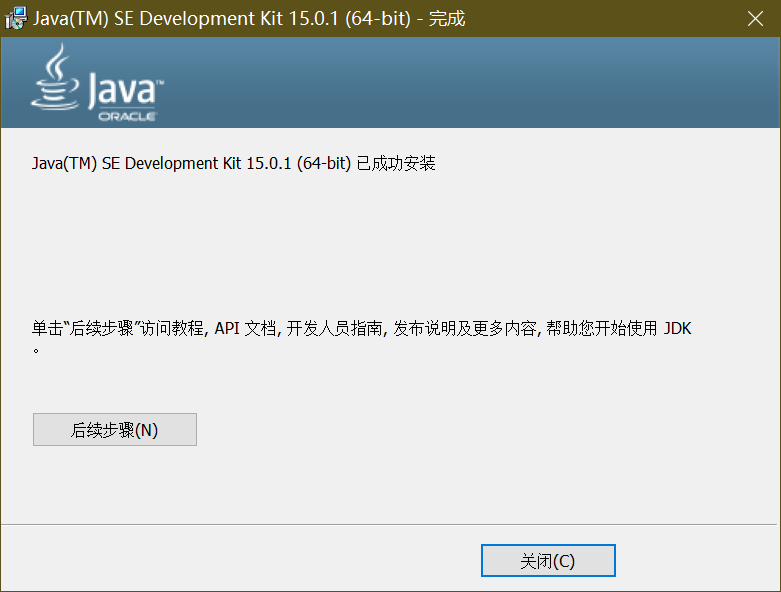 Java(TM) SE Development Kit 15.0.1 (64-bit) - 完成
Java™
ORACLE
Java(TM) SE Development Kit 15.0.1 (64-bit) 已成功安装
单击“后续步骤”访问教程, API 文档, 开发人员指南, 发布说明及更多内容, 帮助您开始使用 JDK
。
后续步骤(N)
关闭(C)